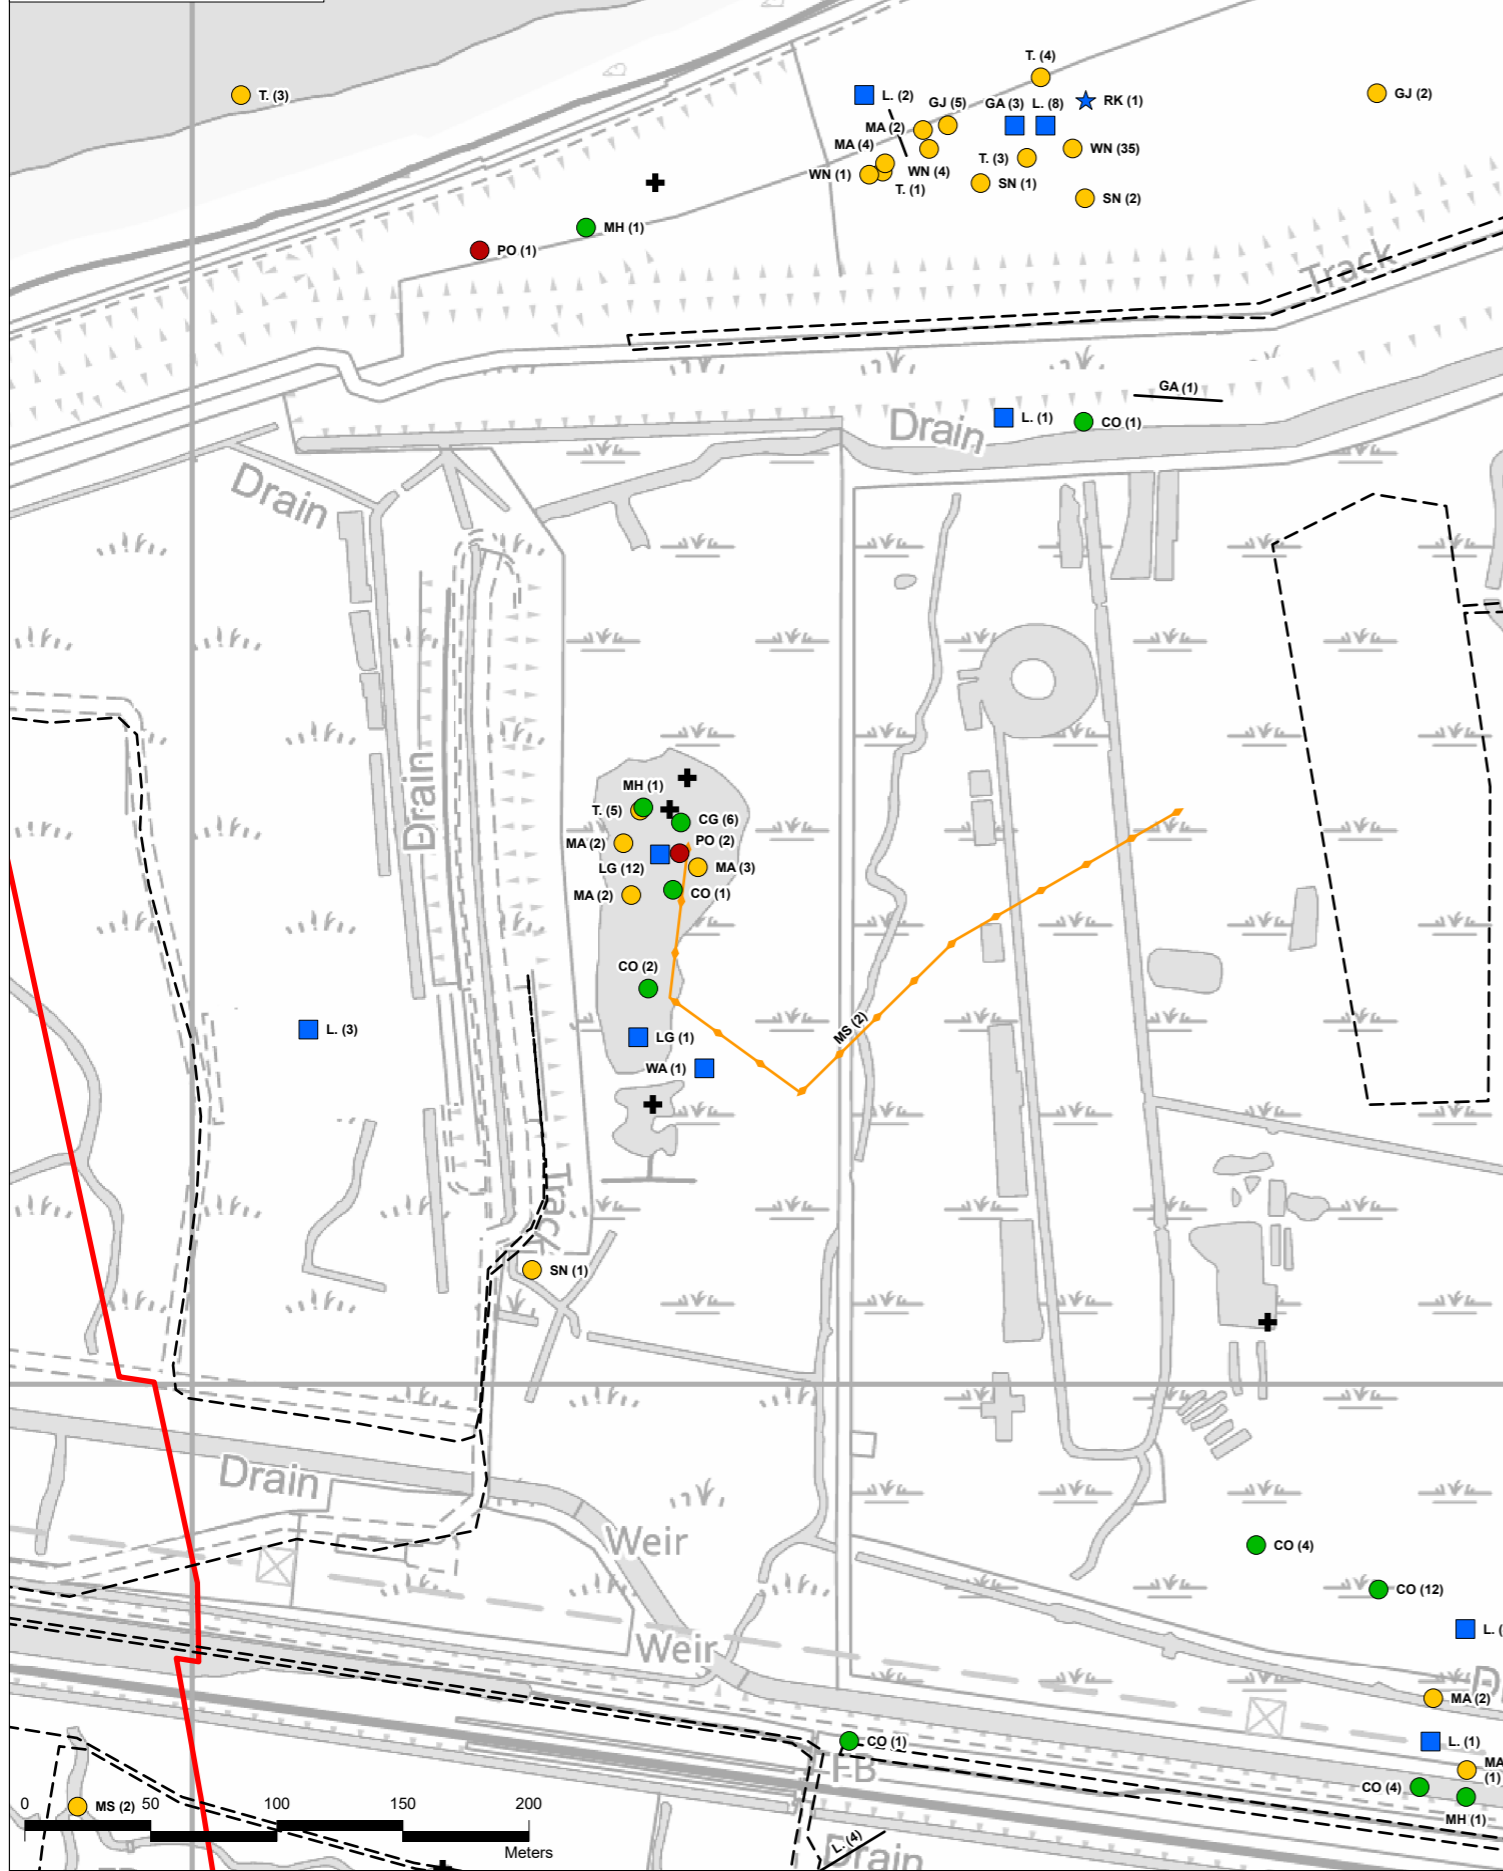 T. (4)
T. (3)
L. (2)
GJ (5)
GA (3)
L. (8)
RK (1)
GJ (2)
MA (2)
MA (4)
WN (35)
T. (3)
WN (4)
WN (1)
T. (1)
SN (1)
SN (2)
MH (1)
PO (1)
Track
GA (1)
L. (1)
CO (1)
Drain
Drain
Drain
MH (1)
T. (5)
CG (6)
PO (2)
MA (2)
LG (12)
MA (3)
MA (2)
CO (1)
CO (2)
L. (3)
MS (2)
LG (1)
WA (1)
Track
SN (1)
Drain
Weir
CO (4)
CO (12)
L. (
Weir
MA (2)
CO (1)
L. (1)
FB
MA
(1)
CO (4)
MH (1)
0 50 100 150 200
MS (2)
Meters
L. (4)
Drain